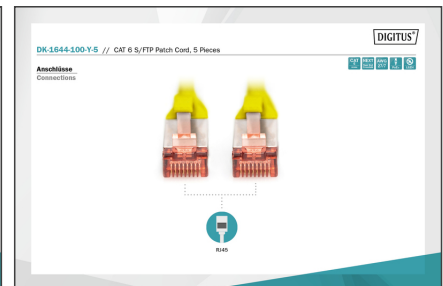 DIGITUS®
DK-1644-100-Y-5 // CAT 6 S/FTP Patch Cord, 5 Pieces
Anschlüsse
Connections
RJ45